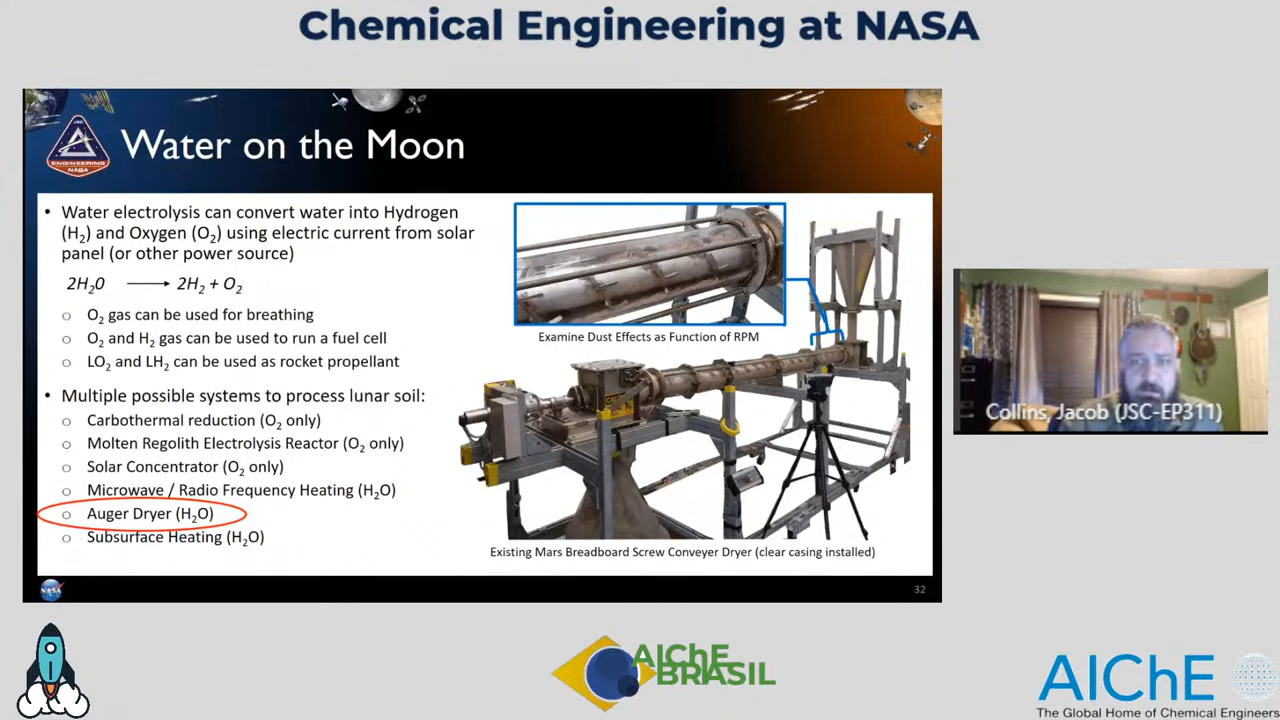 Chemical Engineering at NASA
JSC
ENGINEERING
NASA
Water on the Moon
• Water electrolysis can convert water into Hydrogen
(H₂) and Oxygen (O₂) using electric current from solar
panel (or other power source)
2H₂0 ⟶ 2H₂ + O₂
○ O₂ gas can be used for breathing
○ O₂ and H₂ gas can be used to run a fuel cell
○ LO₂ and LH₂ can be used as rocket propellant
• Multiple possible systems to process lunar soil:
○ Carbothermal reduction (O₂ only)
○ Molten Regolith Electrolysis Reactor (O₂ only)
○ Solar Concentrator (O₂ only)
○ Microwave / Radio Frequency Heating (H₂O)
○ Auger Dryer (H₂O)
○ Subsurface Heating (H₂O)
Examine Dust Effects as Function of RPM
Existing Mars Breadboard Screw Conveyer Dryer (clear casing installed)
NASA
32
Collins, Jacob (JSC-EP311)
AIChE
BRASIL
AIChE
The Global Home of Chemical Engineers